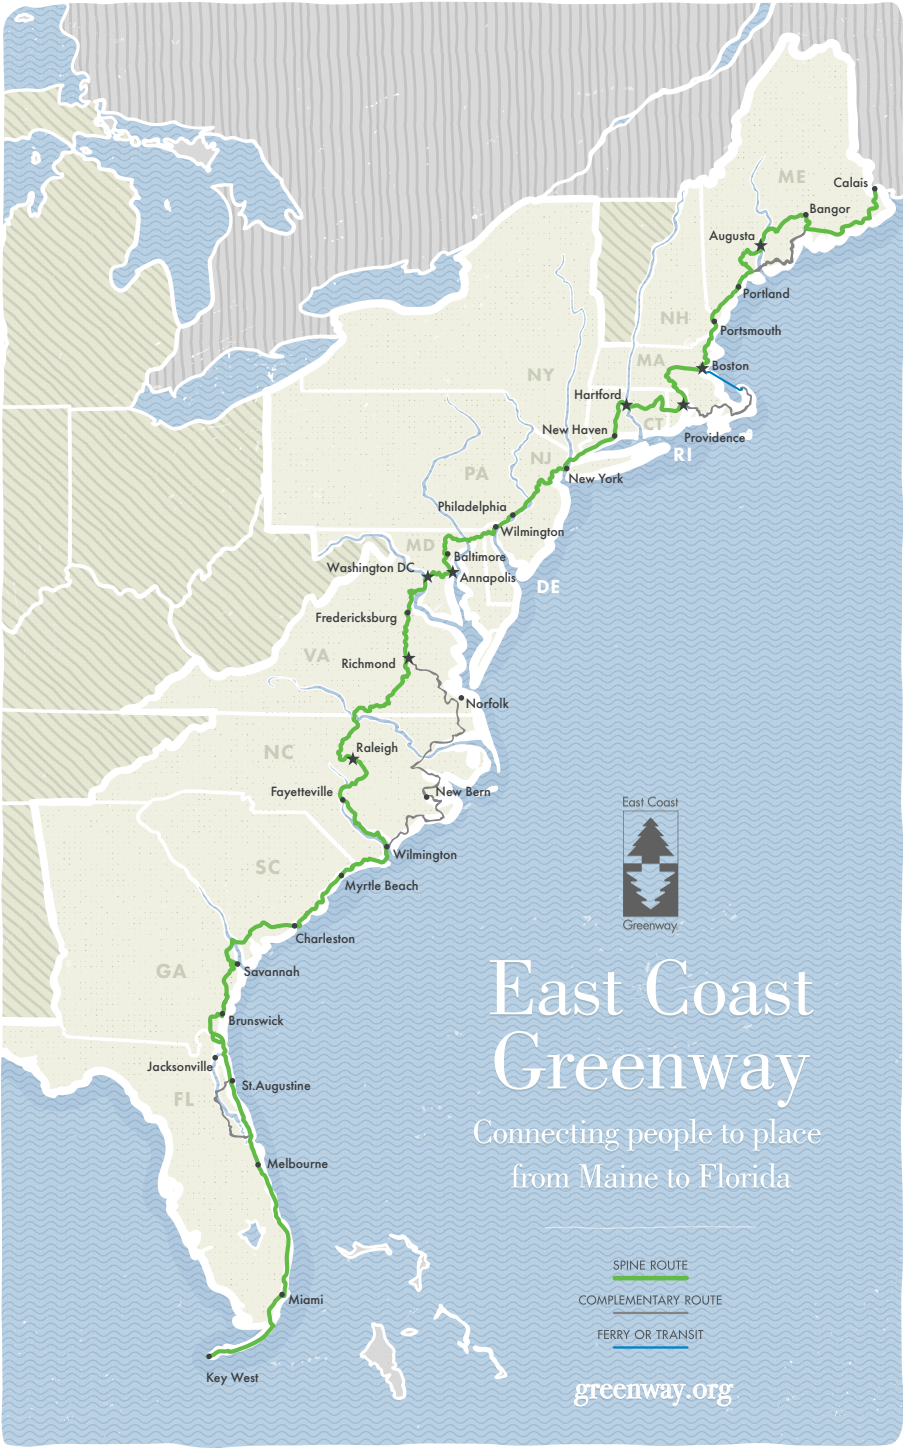 ME
Calais
Bangor
Augusta
Portland
NH
Portsmouth
MA
Boston
NY
Hartford
CT
New Haven
Providence
RI
NJ
PA
New York
Philadelphia
Wilmington
MD
Baltimore
Washington DC
Annapolis
DE
Fredericksburg
VA
Richmond
Norfolk
NC
Raleigh
Fayetteville
New Bern
Wilmington
SC
Myrtle Beach
Charleston
GA
Savannah
Brunswick
Jacksonville
St.Augustine
FL
Melbourne
Miami
Key West
East Coast
Greenway
East Coast
Greenway
Connecting people to place
from Maine to Florida
SPINE ROUTE
COMPLEMENTARY ROUTE
FERRY OR TRANSIT
greenway.org